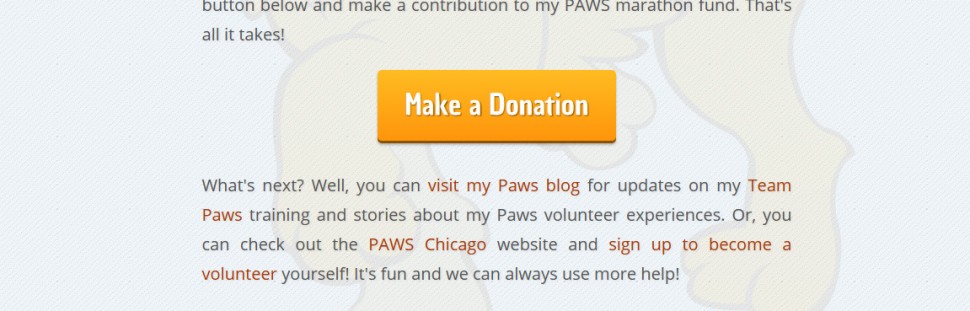 button below and make a contribution to my PAWS marathon fund. That's
all it takes!
Make a Donation
What's next? Well, you can visit my Paws blog for updates on my Team
Paws training and stories about my Paws volunteer experiences. Or, you
can check out the PAWS Chicago website and sign up to become a
volunteer yourself! It's fun and we can always use more help!